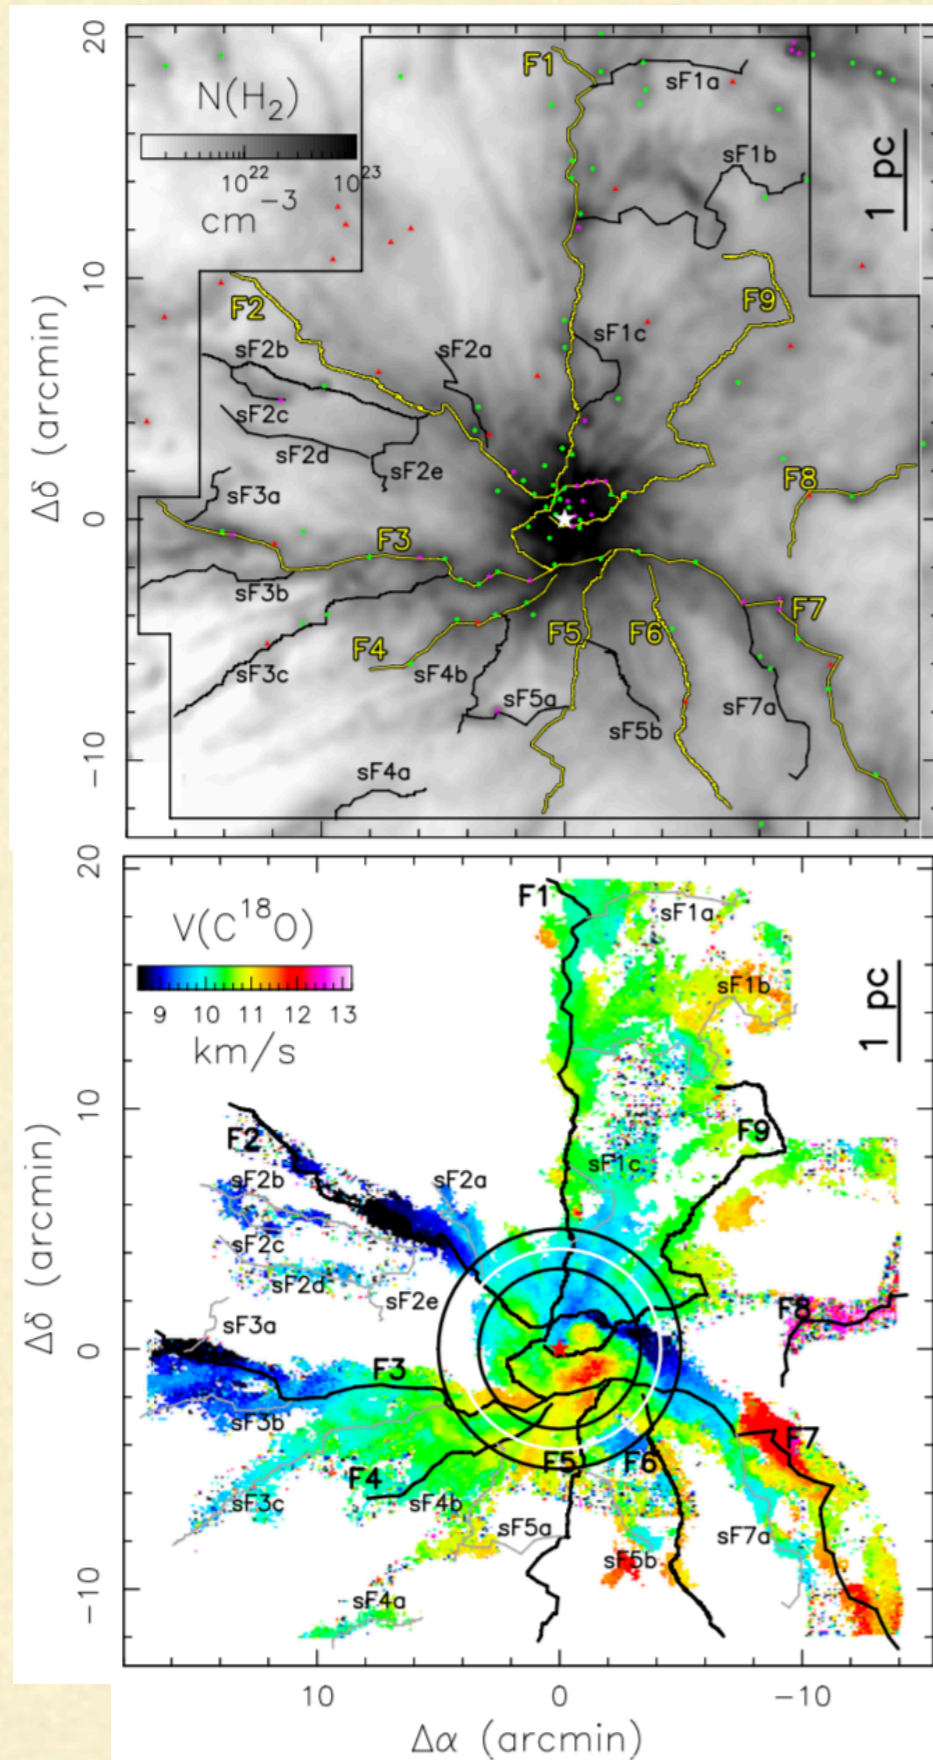 20
F1
sF1a
N(H₂)
10²²
10²³
cm⁻³
sF1b
1 pc
10
F2
F9
sF1c
sF2b
sF2a
sF2c
sF2d
sF2e
sF3a
F8
0
F3
sF3b
F7
F4
F5
F6
sF3c
sF4b
sF5a
sF5b
sF7a
−10
sF4a
Δδ (arcmin)
20
F1
sF1a
V(C¹⁸O)
9 10 11 12 13
km/s
sF1b
1 pc
10
F2
F9
sF2b
sF2a
sF1c
sF2c
sF2d
sF2e
sF3a
F8
0
F3
sF3b
F7
F4
F5
F6
sF3c
sF4b
sF5a
sF5b
sF7a
−10
sF4a
Δδ (arcmin)
10 0 −10
Δα (arcmin)